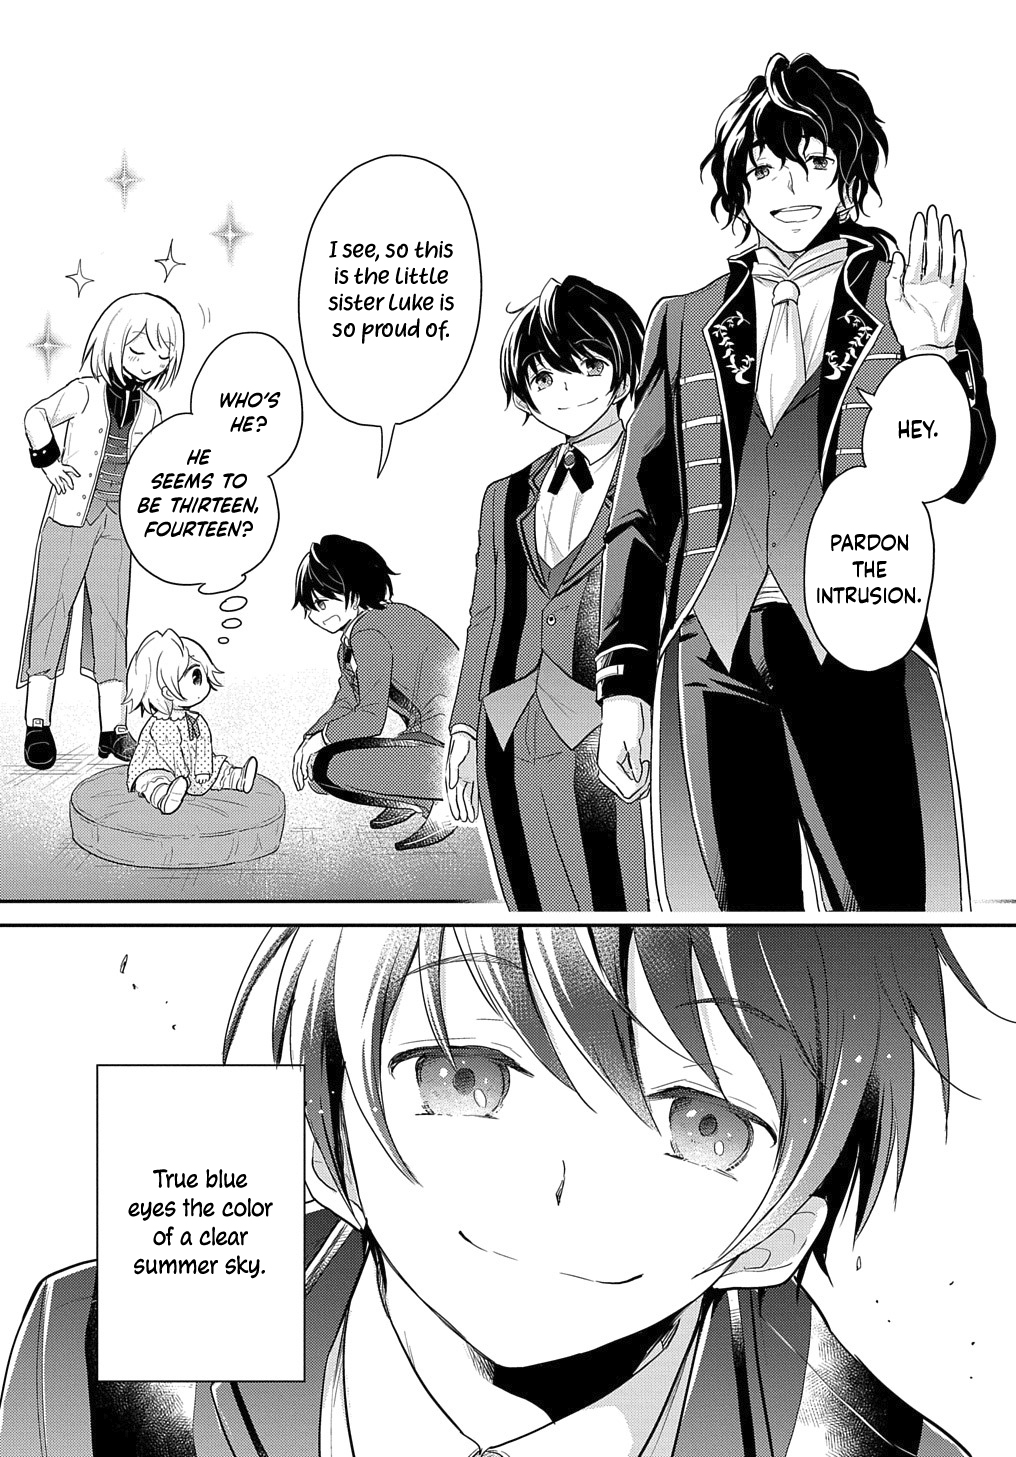 HEY.
PARDON
THE
INTRUSION.
I see, so this
is the little
sister Luke is
so proud of.
WHO'S
HE?
HE
SEEMS TO
BE THIRTEEN,
FOURTEEN?
True blue
eyes the color
of a clear
summer sky.